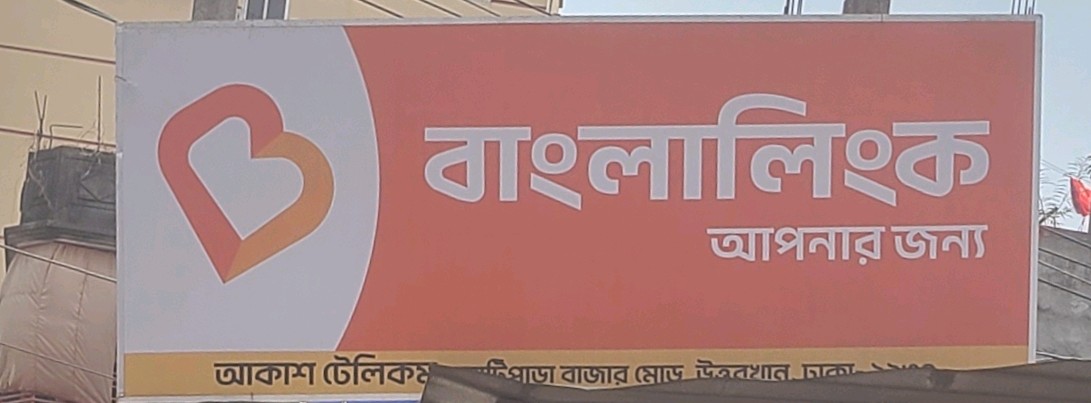 বাংলালিংক
আপনার জন্য
আকাশ টেলিকম বাজার মোড়, উত্তরখান, ঢাকা-